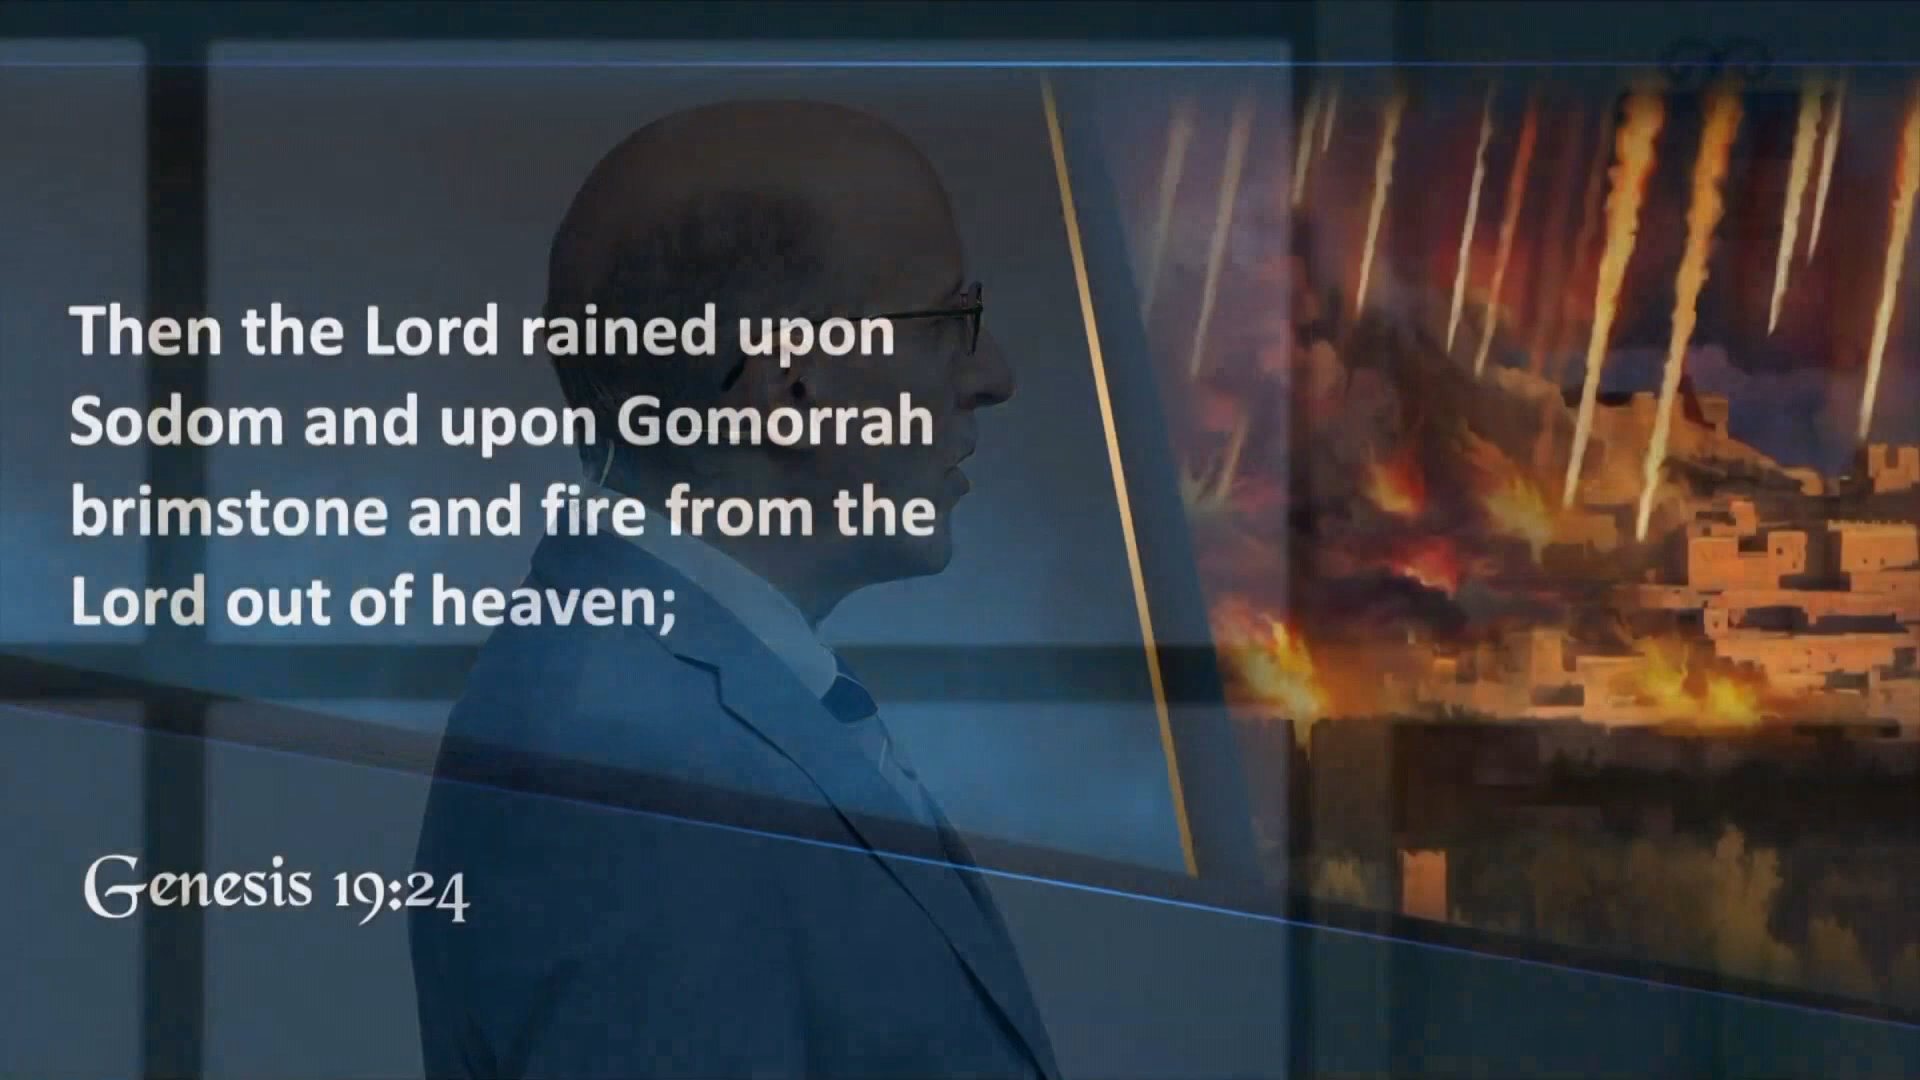 Then the Lord rained upon
Sodom and upon Gomorrah
brimstone and fire from the
Lord out of heaven;
Genesis 19:24